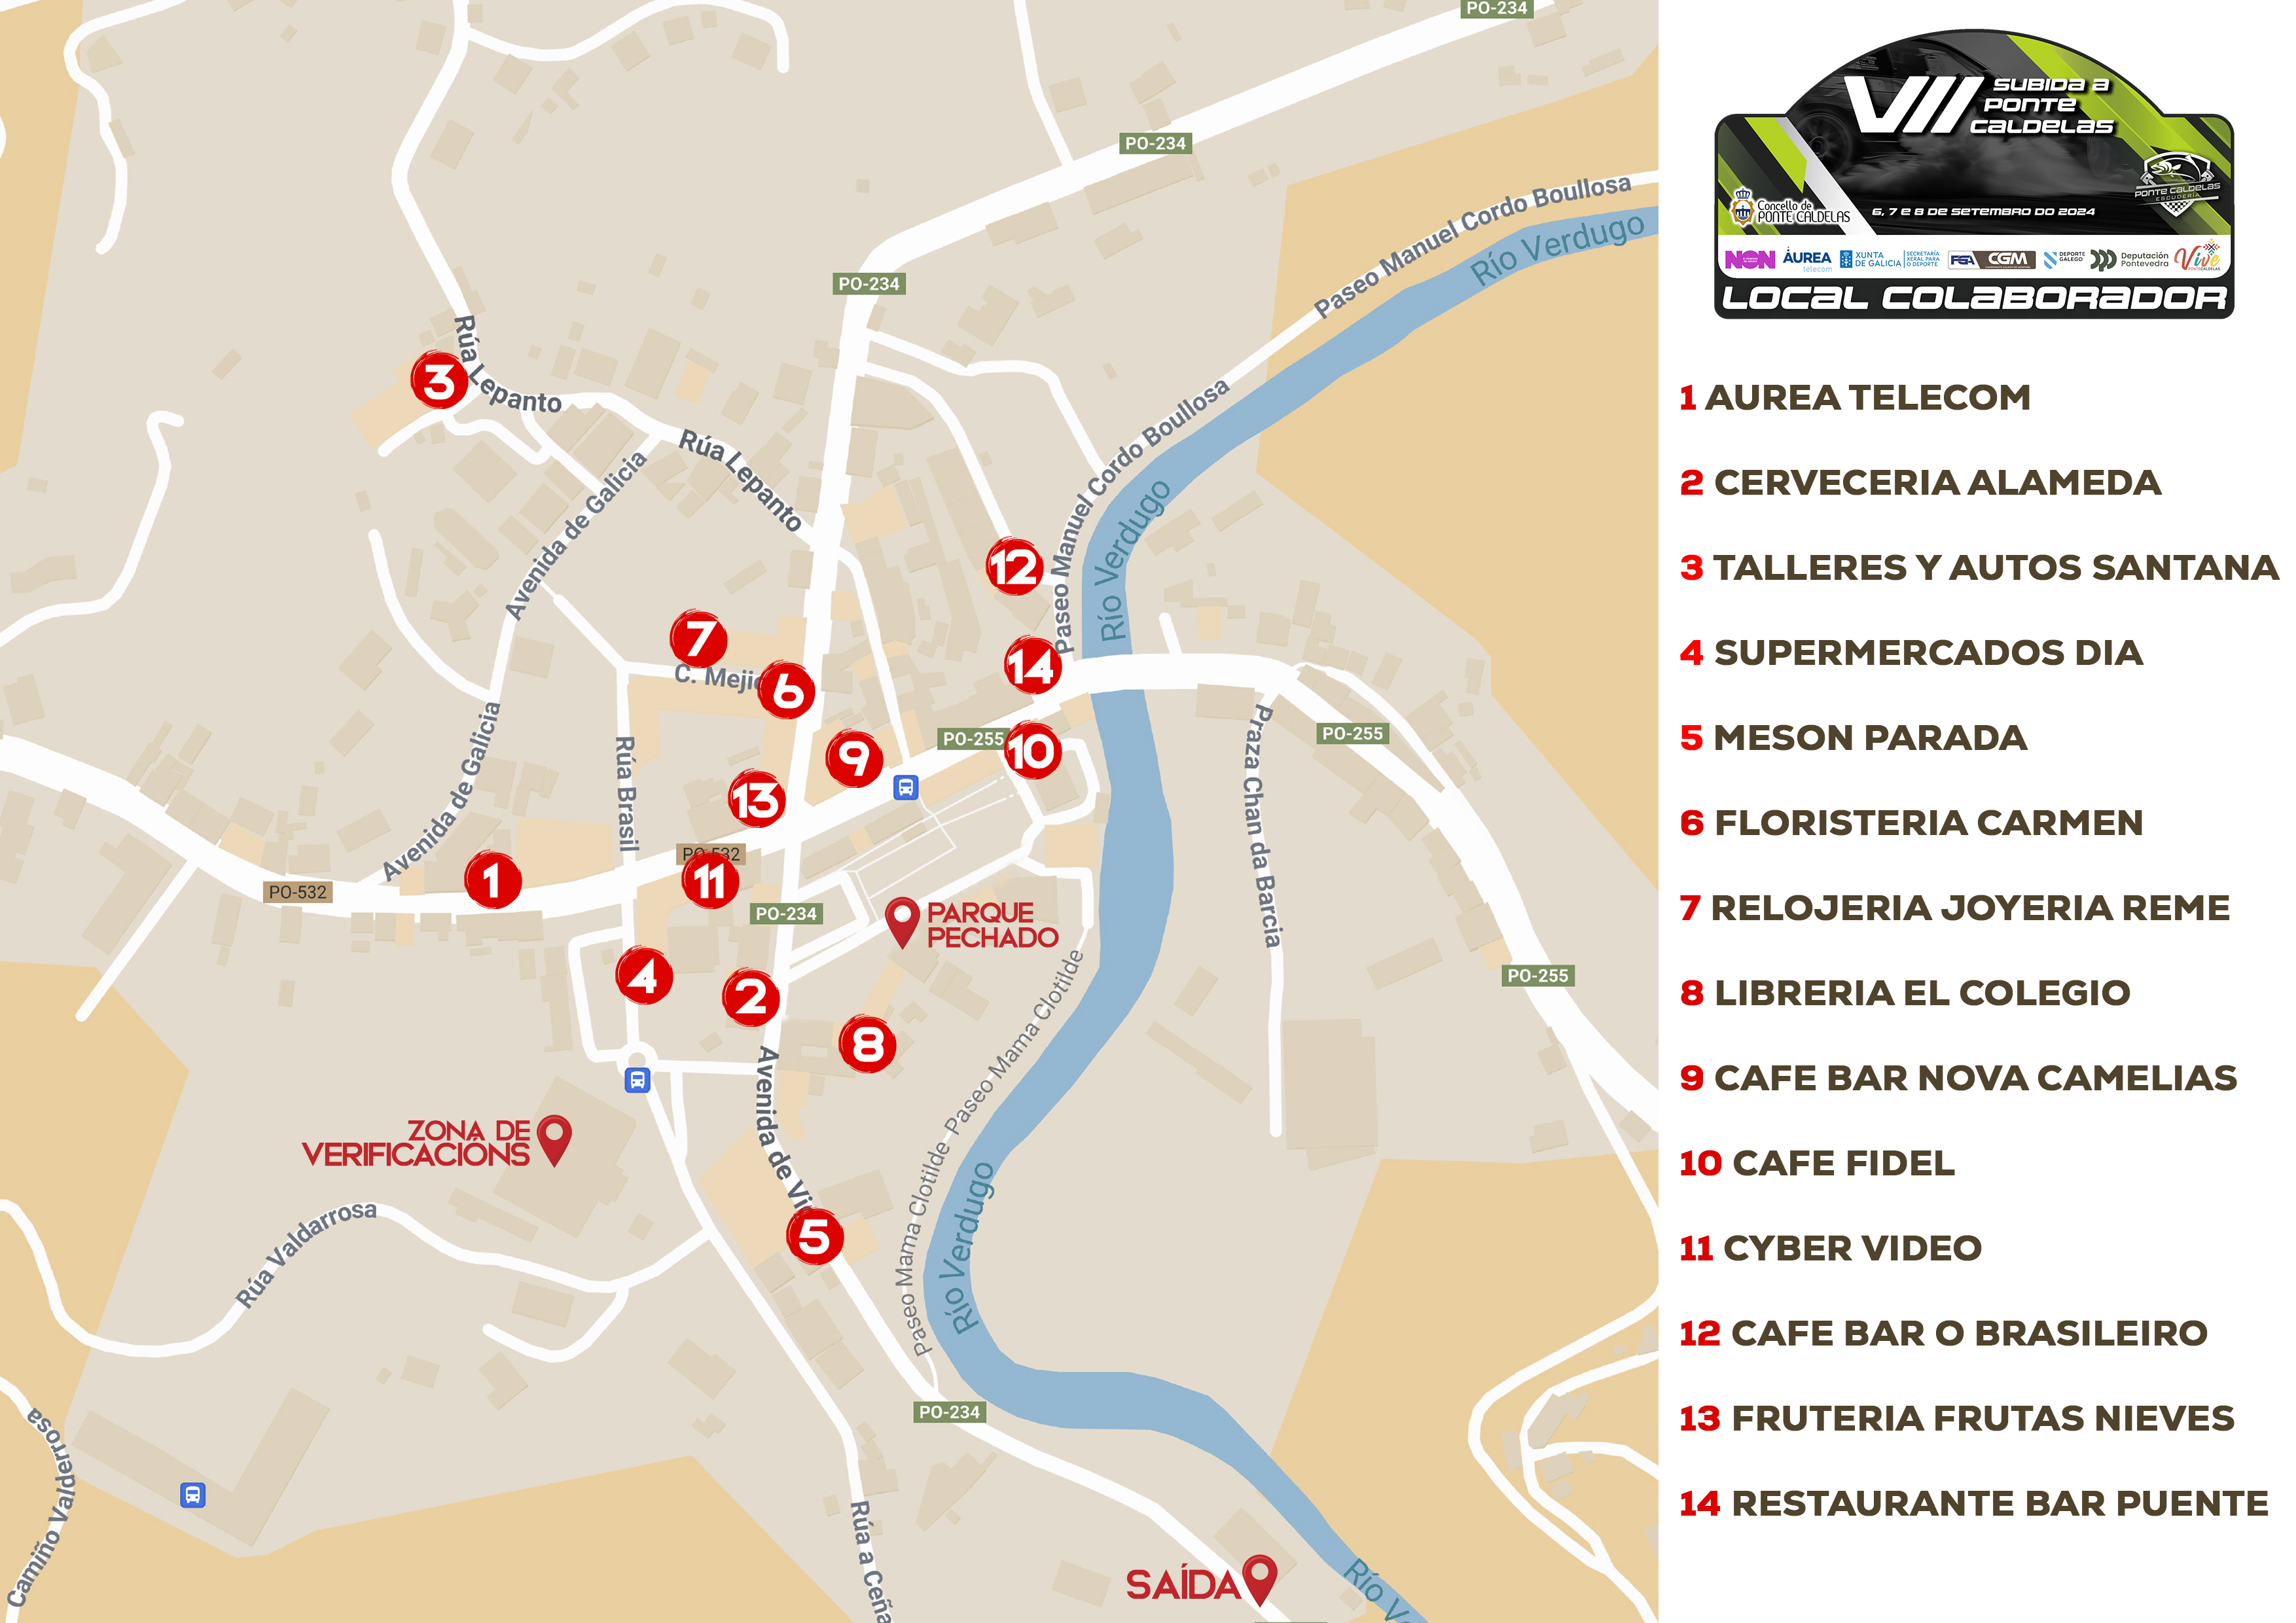 PO-234
PO-234
PO-234
Paseo Manuel Cordo Boullosa
Río Verdugo
Rúa Lepanto
3
Rúa Lepanto
Avenida de Galicia
Paseo Manuel Cordo Boullosa
Río Verdugo
12
7
C. Mejic
6
14
PO-255
10
PO-255
9
13
Rúa Brasil
Avenida de Galicia
Praza Chan da Barcia
PO-532
1
PO-532
11
PO-234
PARQUE
PECHADO
4
2
8
PO-255
Paseo Mama Clotilde
Paseo Mama Clotilde
Avenida de Vi
ZONA DE
VERIFICACIÓNS
Rúa Valdarrosa
5
Río Verdugo
PO-234
Camiño Valderrosa
Rúa a Ceña
SAÍDA
Río V
VII SUBIDA A
PONTE
CALDELAS
Concello de
PONTE CALDELAS
6, 7 E 8 DE SETEMBRO DO 2024
PONTE CALDELAS
ESCUDERÍA
NON
ÁUREA
telecom
XUNTA
DE GALICIA
SECRETARÍA
XERAL PARA
O DEPORTE
FGA
CGM
DEPORTE
GALEGO
Deputación
Pontevedra
Vive
PONTECALDELAS
LOCAL COLABORADOR
1 AUREA TELECOM
2 CERVECERIA ALAMEDA
3 TALLERES Y AUTOS SANTANA
4 SUPERMERCADOS DIA
5 MESON PARADA
6 FLORISTERIA CARMEN
7 RELOJERIA JOYERIA REME
8 LIBRERIA EL COLEGIO
9 CAFE BAR NOVA CAMELIAS
10 CAFE FIDEL
11 CYBER VIDEO
12 CAFE BAR O BRASILEIRO
13 FRUTERIA FRUTAS NIEVES
14 RESTAURANTE BAR PUENTE